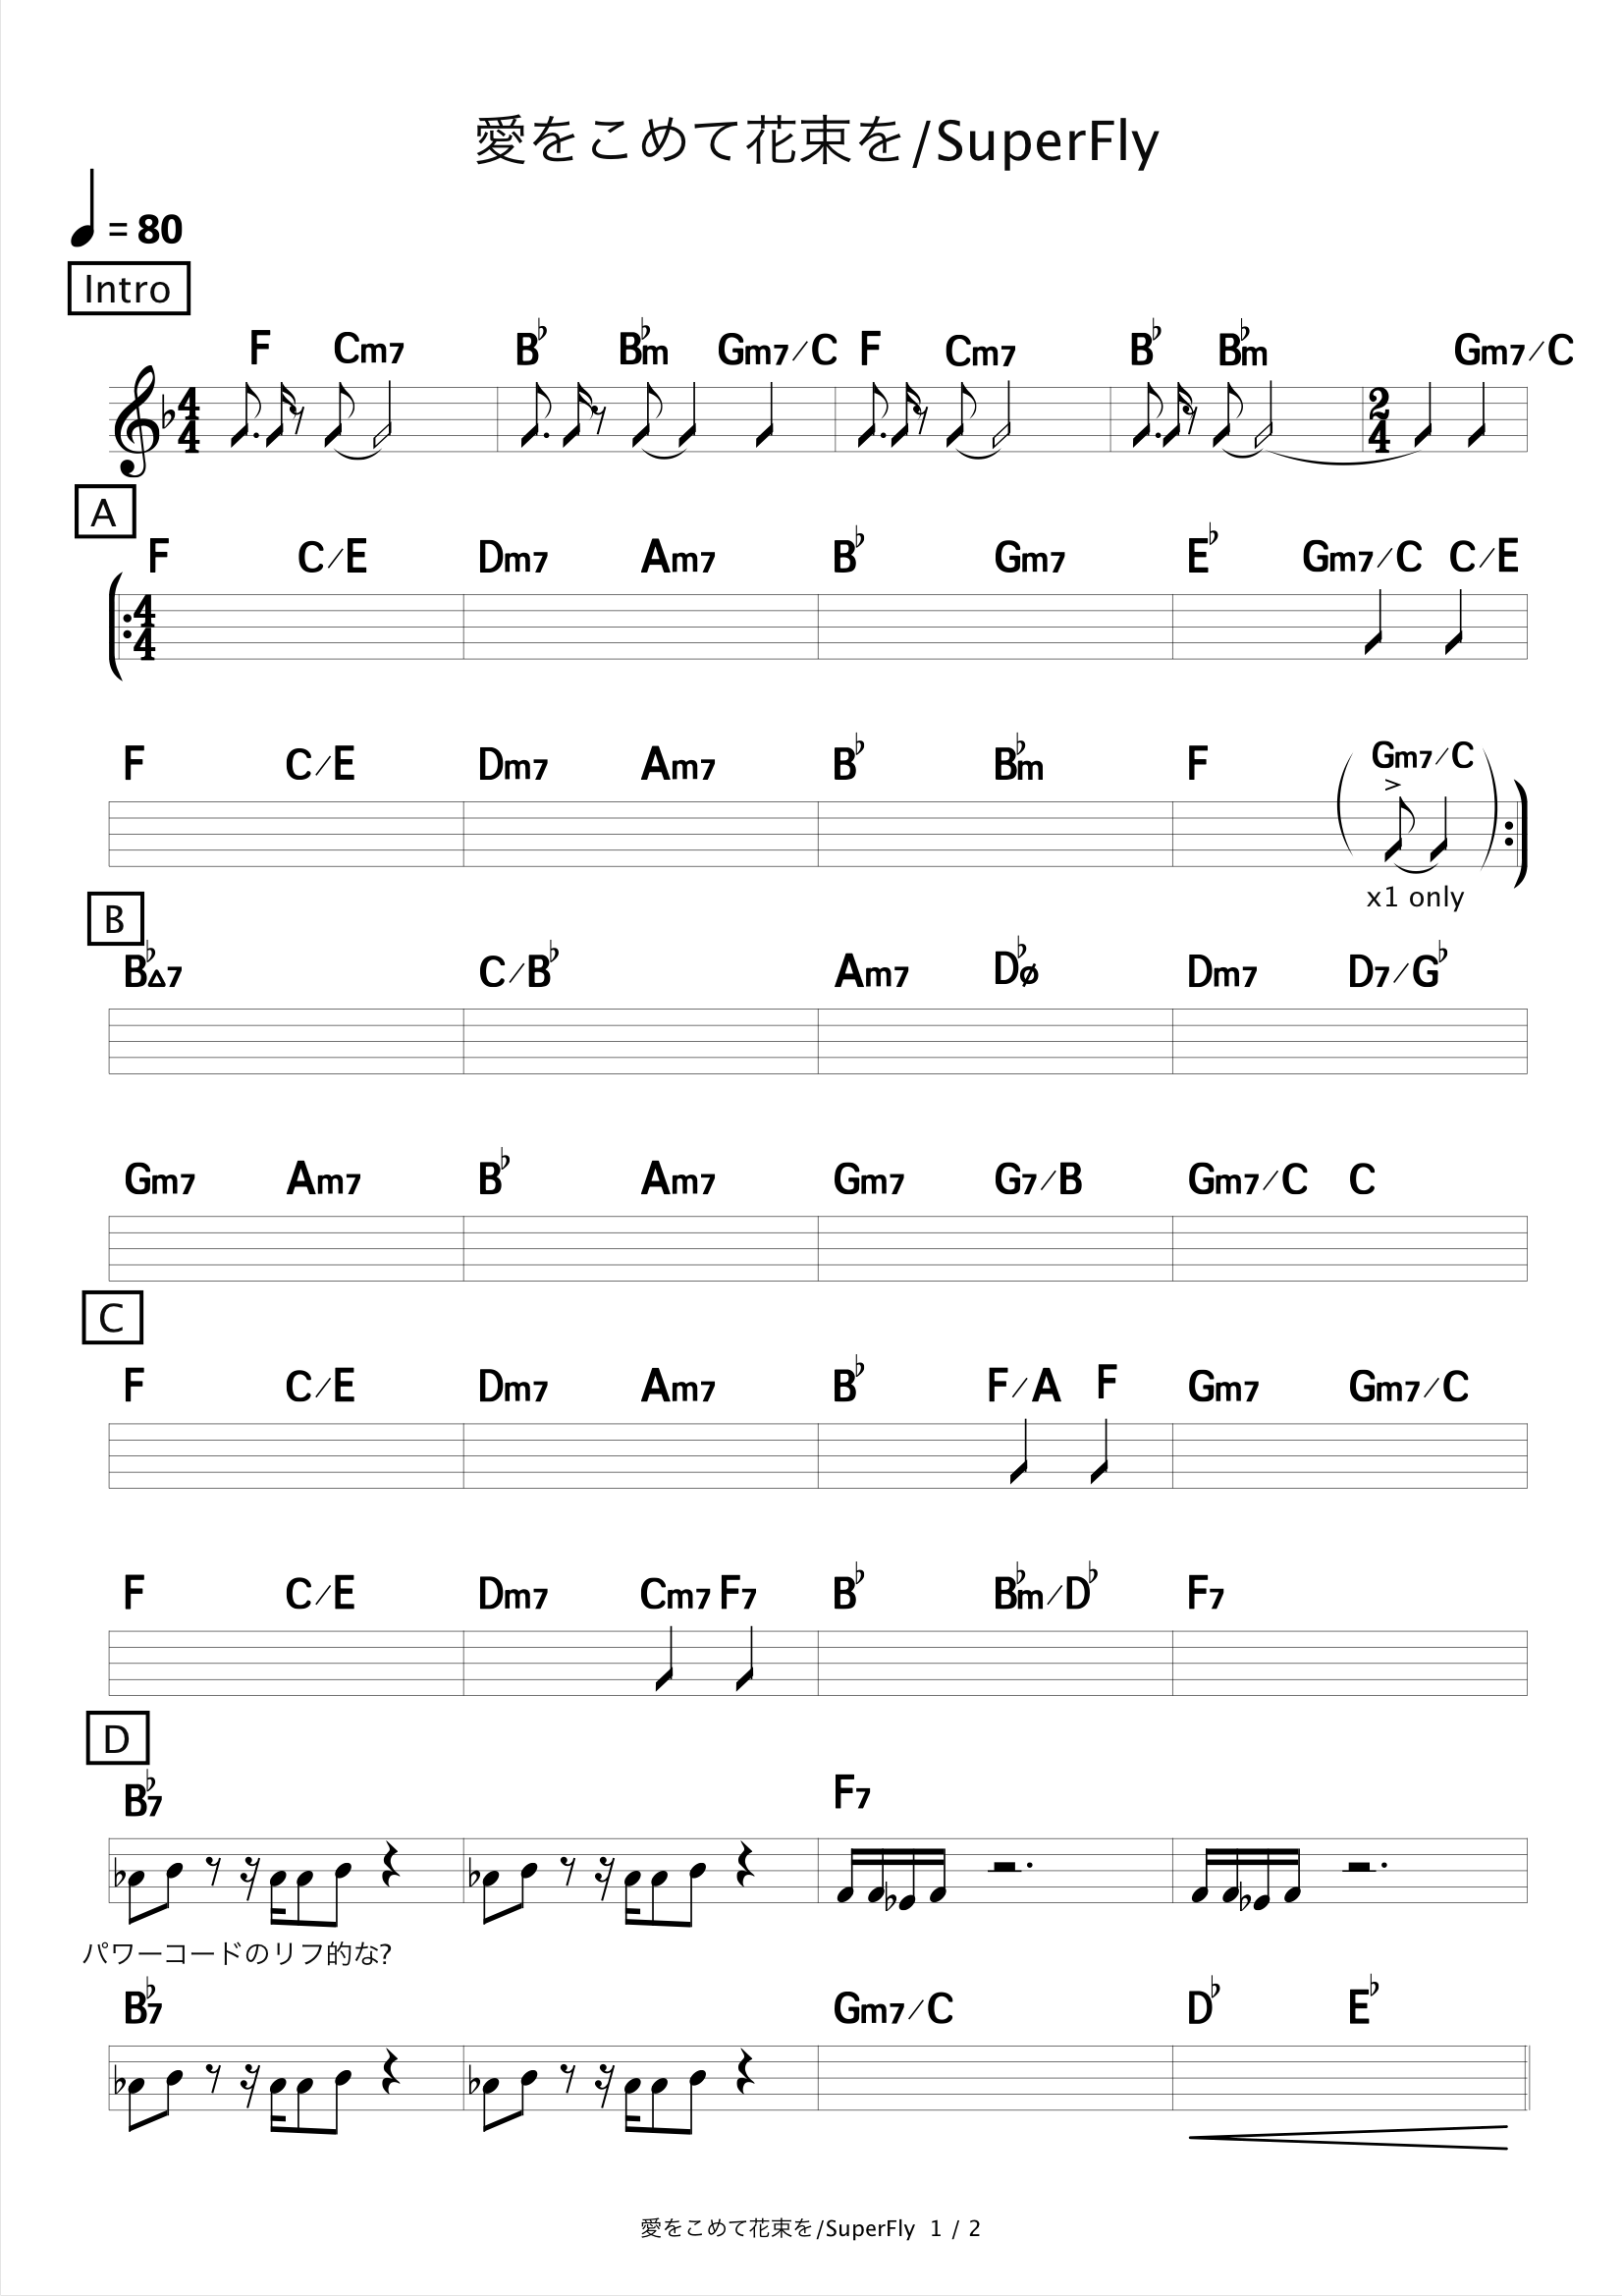 愛をこめて花束を/SuperFly
= 80
Intro
F Cm7 B♭ B♭m Gm7/C F Cm7 B♭ B♭m Gm7/C
4/4 2/4
A
F C/E Dm7 Am7 B♭ Gm7 E♭ Gm7/C C/E
4/4
F C/E Dm7 Am7 B♭ B♭m F (Gm7/C)
x1 only
B
B♭△7 C/B♭ Am7 D♭ø Dm7 D7/G♭
Gm7 Am7 B♭ Am7 Gm7 G7/B Gm7/C C
C
F C/E Dm7 Am7 B♭ F/A F Gm7 Gm7/C
F C/E Dm7 Cm7 F7 B♭ B♭m/D♭ F7
D
B♭7 F7
パワーコードのリフ的な?
B♭7 Gm7/C D♭ E♭
愛をこめて花束を/SuperFly 1 / 2